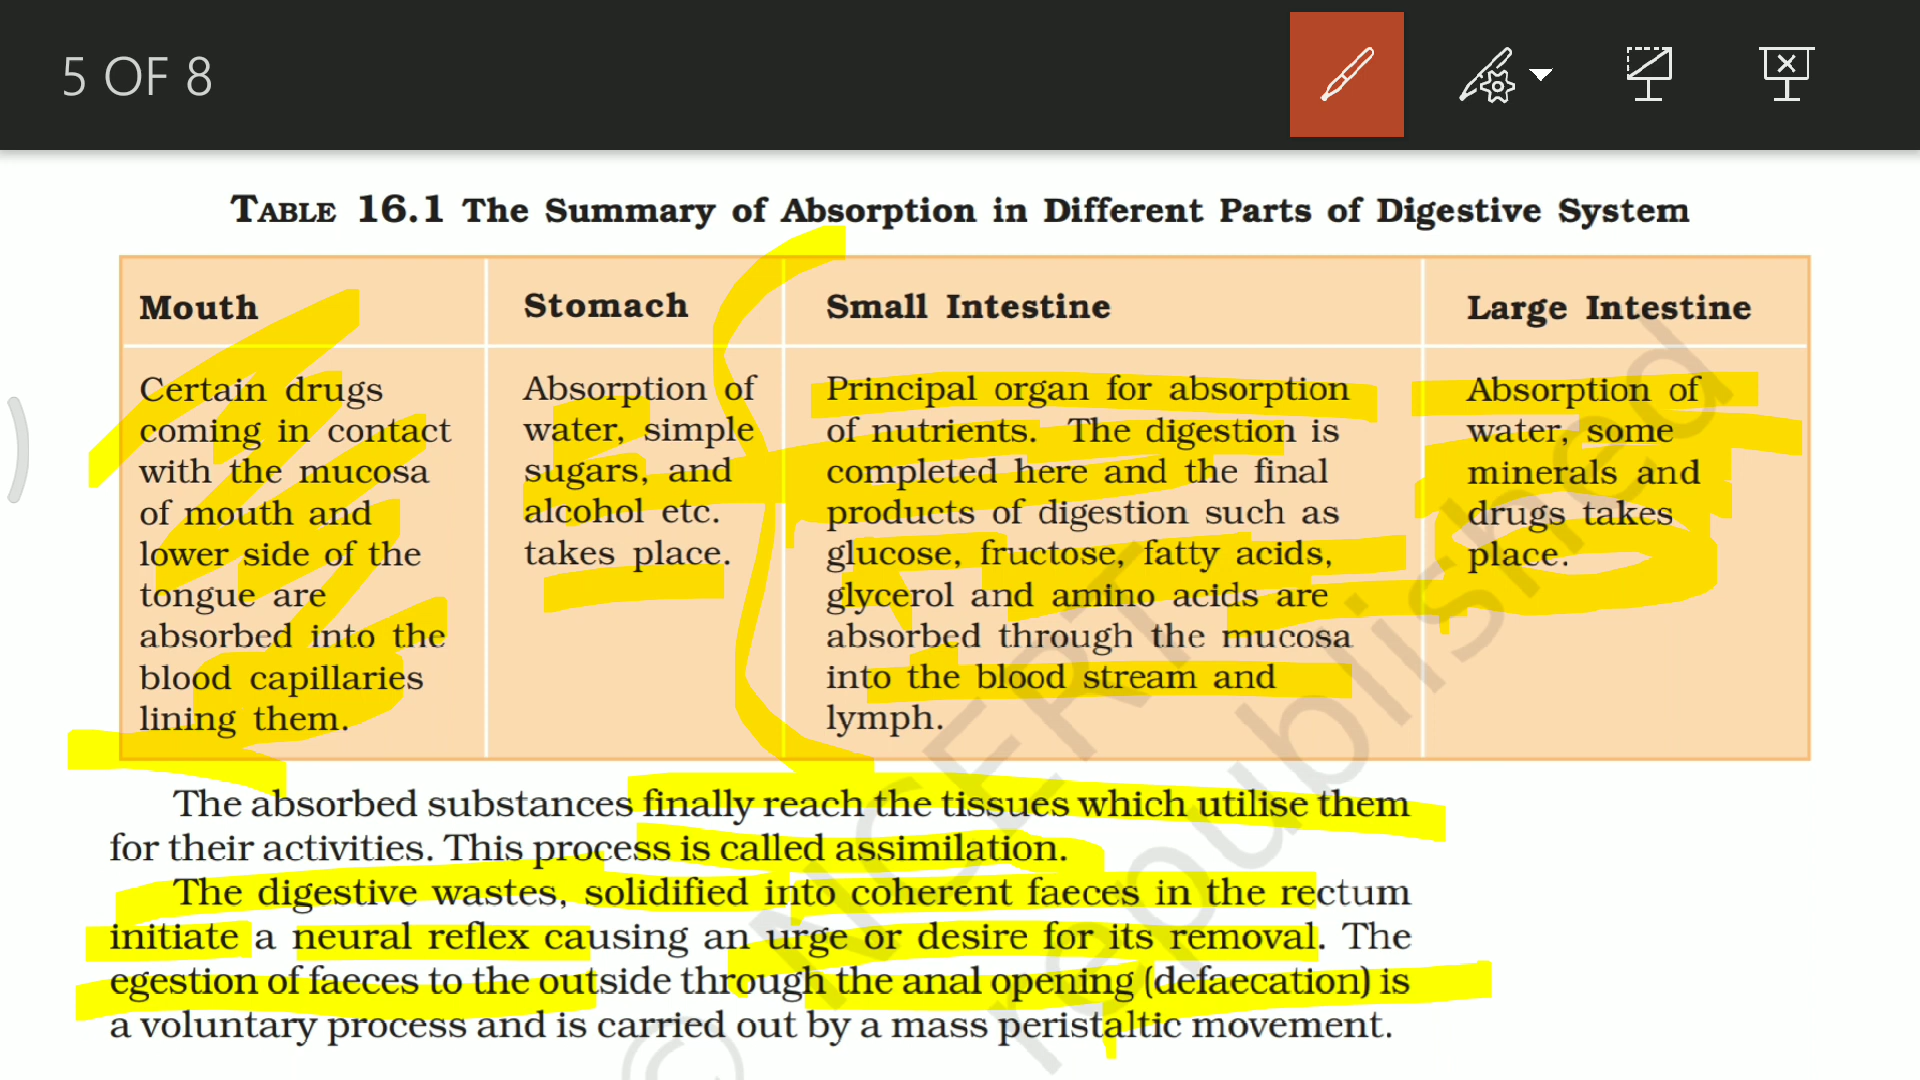 5 OF 8
TABLE 16.1 The Summary of Absorption in Different Parts of Digestive System
Mouth
Certain drugs
coming in contact
with the mucosa
of mouth and
lower side of the
tongue are
absorbed into the
blood capillaries
lining them.
Stomach
Absorption of
water, simple
sugars, and
alcohol etc.
takes place.
Small Intestine
Principal organ for absorption
of nutrients. The digestion is
completed here and the final
products of digestion such as
glucose, fructose, fatty acids,
glycerol and amino acids are
absorbed through the mucosa
into the blood stream and
lymph.
Large Intestine
Absorption of
water, some
minerals and
drugs takes
place.
The absorbed substances finally reach the tissues which utilise them
for their activities. This process is called assimilation.
The digestive wastes, solidified into coherent faeces in the rectum
initiate a neural reflex causing an urge or desire for its removal. The
egestion of faeces to the outside through the anal opening (defaecation) is
a voluntary process and is carried out by a mass peristaltic movement.
© NCERT
republished